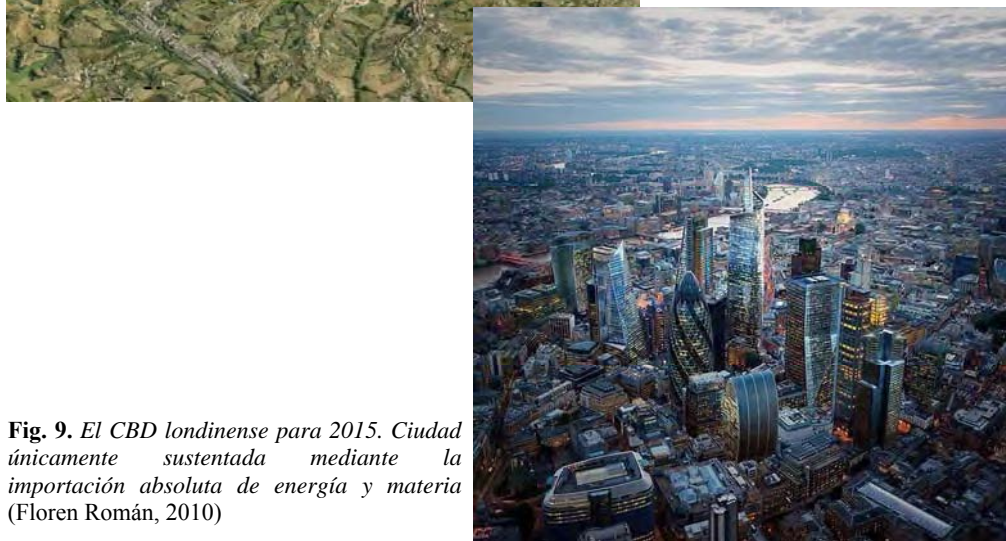 Fig. 9. El CBD londinense para 2015. Ciudad
únicamente sustentada mediante la
importación absoluta de energía y materia
(Floren Román, 2010)